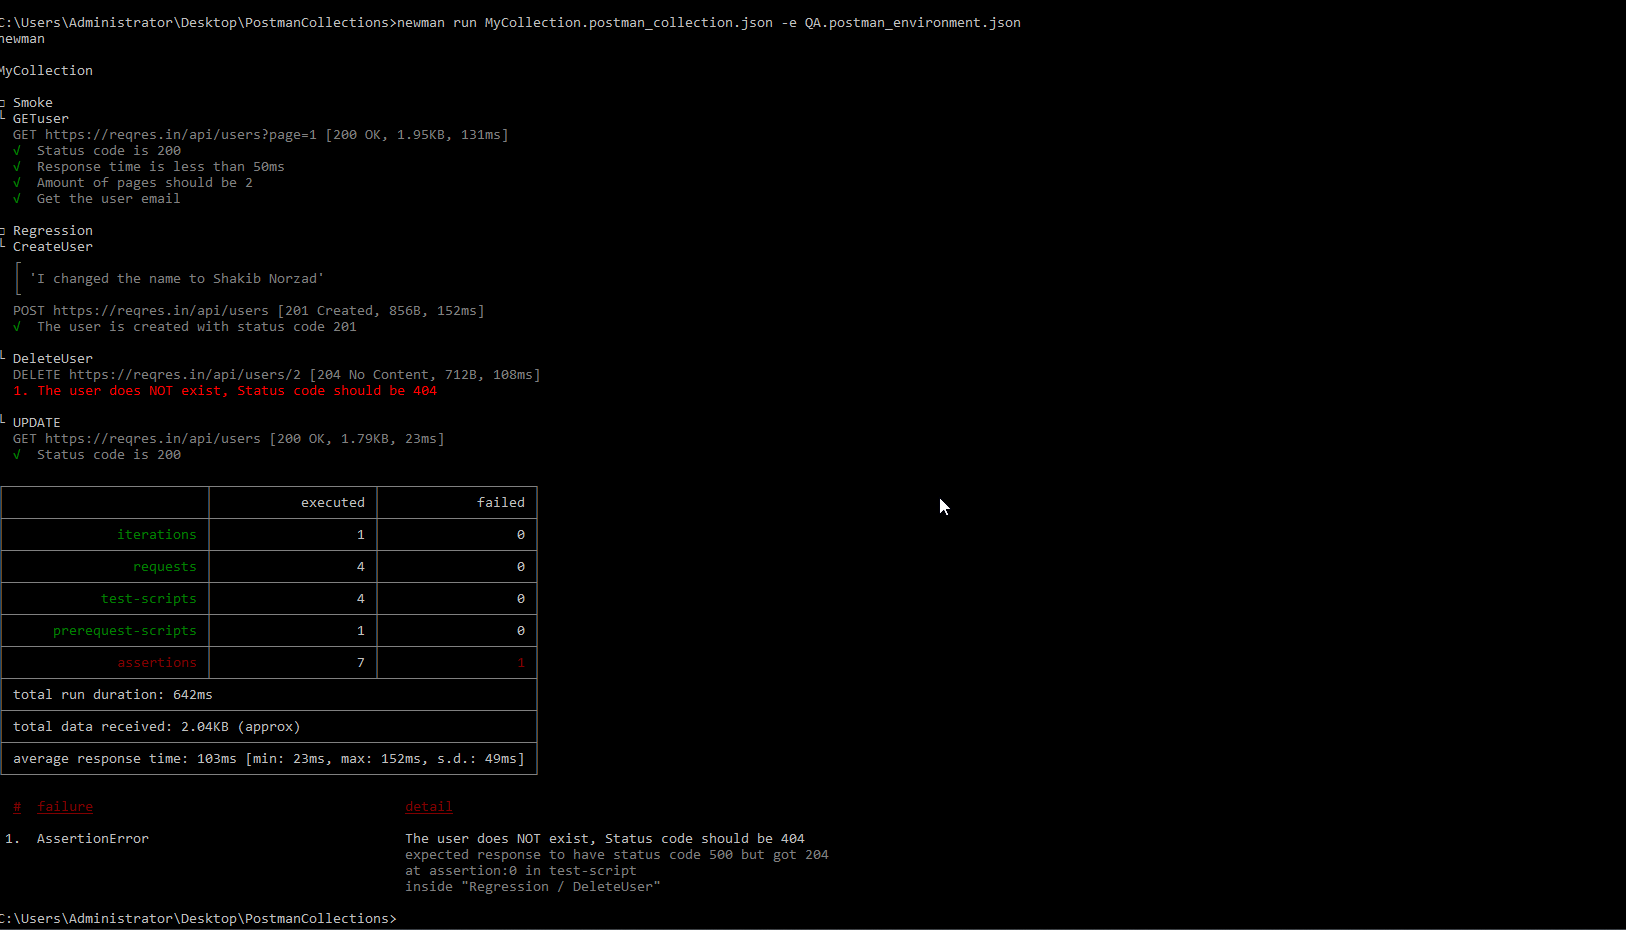 C:\Users\Administrator\Desktop\PostmanCollections>newman run MyCollection.postman_collection.json -e QA.postman_environment.json
newman
MyCollection
□ Smoke
└ GETuser
GET https://reqres.in/api/users?page=1 [200 OK, 1.95KB, 131ms]
√ Status code is 200
√ Response time is less than 50ms
√ Amount of pages should be 2
√ Get the user email
□ Regression
└ CreateUser
'I changed the name to Shakib Norzad'
POST https://reqres.in/api/users [201 Created, 856B, 152ms]
√ The user is created with status code 201
└ DeleteUser
DELETE https://reqres.in/api/users/2 [204 No Content, 712B, 108ms]
1. The user does NOT exist, Status code should be 404
└ UPDATE
GET https://reqres.in/api/users [200 OK, 1.79KB, 23ms]
√ Status code is 200
executed failed
iterations 1 0
requests 4 0
test-scripts 4 0
prerequest-scripts 1 0
assertions 7 1
total run duration: 642ms
total data received: 2.04KB (approx)
average response time: 103ms [min: 23ms, max: 152ms, s.d.: 49ms]
# failure detail
1. AssertionError The user does NOT exist, Status code should be 404
expected response to have status code 500 but got 204
at assertion:0 in test-script
inside "Regression / DeleteUser"
C:\Users\Administrator\Desktop\PostmanCollections>